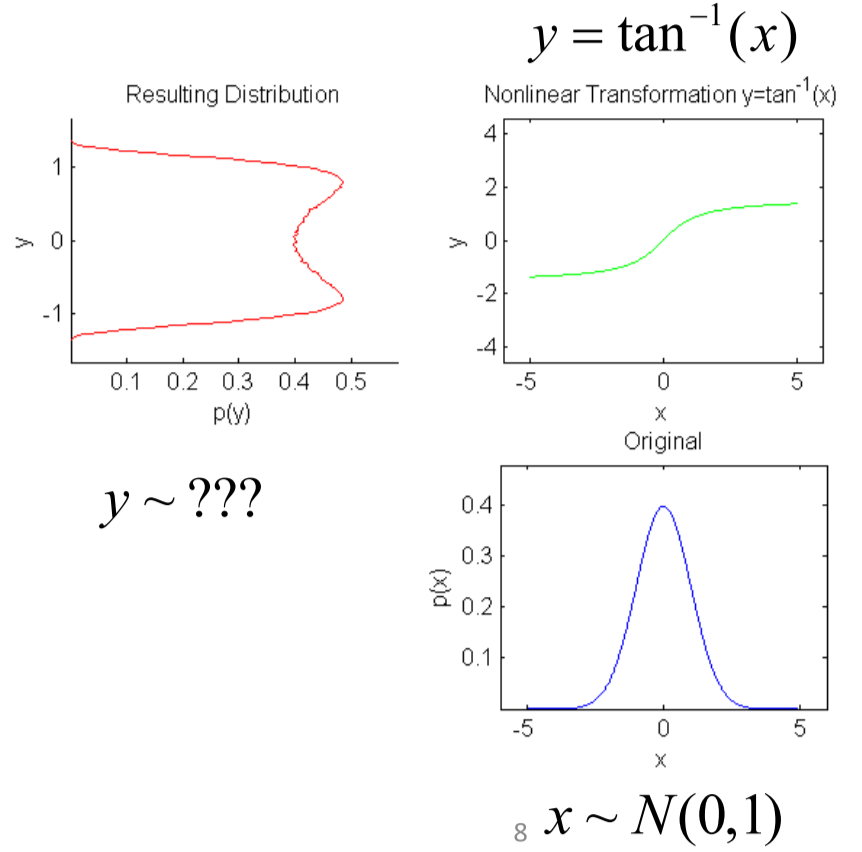 y = tan⁻¹(x)
Resulting Distribution
1
0
-1
y
0.1 0.2 0.3 0.4 0.5
p(y)
Nonlinear Transformation y=tan⁻¹(x)
4
2
0
-2
-4
y
-5 0 5
x
y ~ ???
Original
0.4
0.3
0.2
0.1
p(x)
-5 0 5
x
8 x ~ N(0,1)